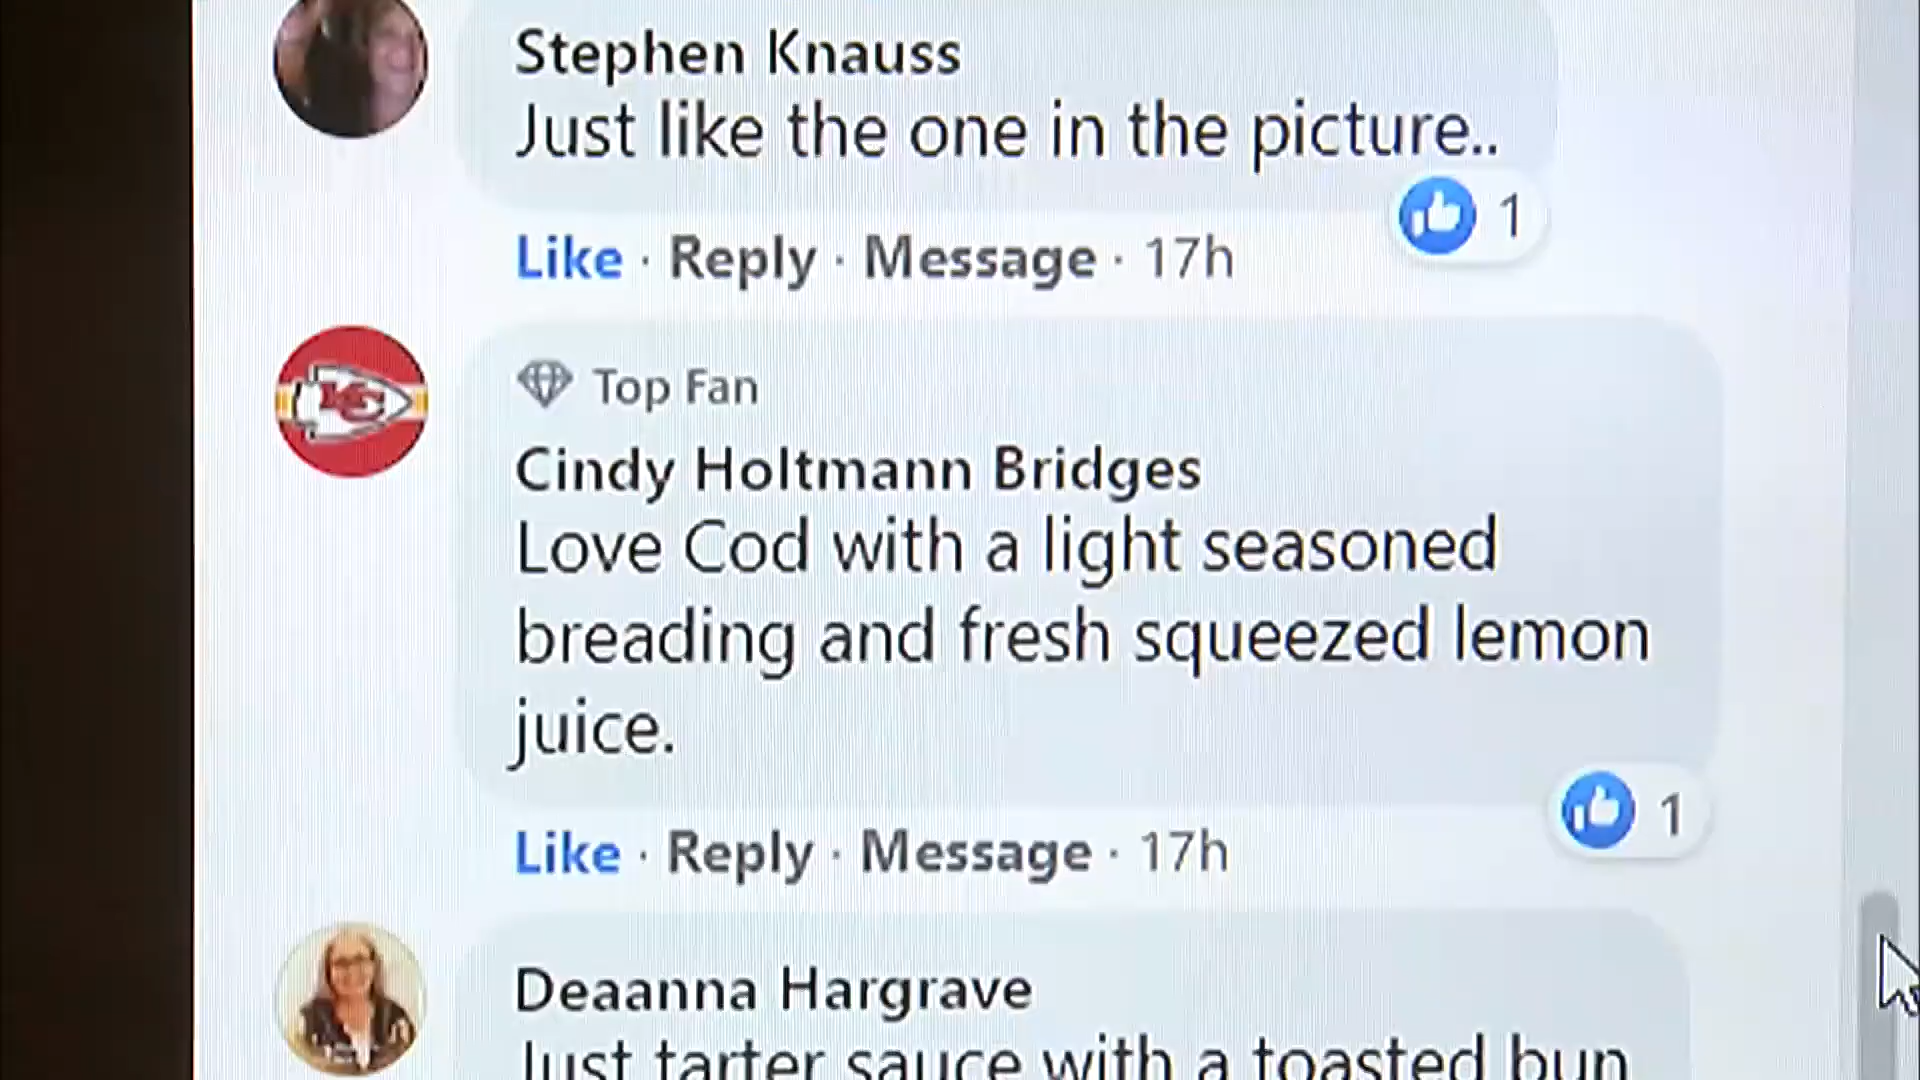 Stephen Knauss
Just like the one in the picture..
1
Like · Reply · Message · 17h
Top Fan
KC
Cindy Holtmann Bridges
Love Cod with a light seasoned
breading and fresh squeezed lemon
juice.
1
Like · Reply · Message · 17h
Deaanna Hargrave
Just tarter sauce with a toasted bun